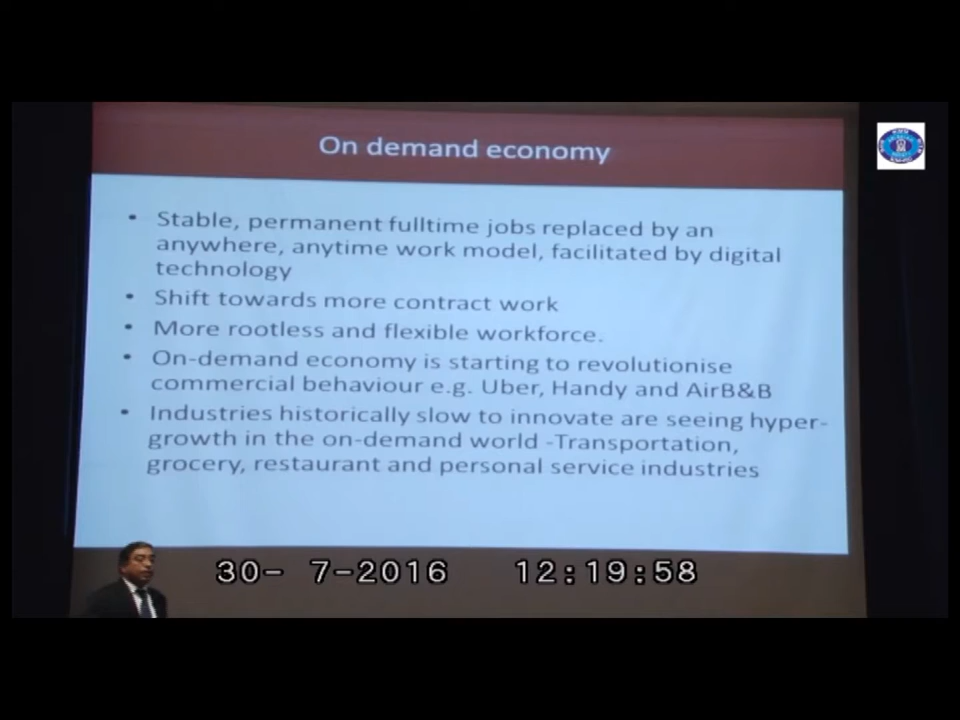 On demand economy
• Stable, permanent fulltime jobs replaced by an
anywhere, anytime work model, facilitated by digital
technology
• Shift towards more contract work
• More rootless and flexible workforce.
• On-demand economy is starting to revolutionise
commercial behaviour e.g. Uber, Handy and AirB&B
• Industries historically slow to innovate are seeing hyper-
growth in the on-demand world -Transportation,
grocery, restaurant and personal service industries
30- 7-2016 12:19:58